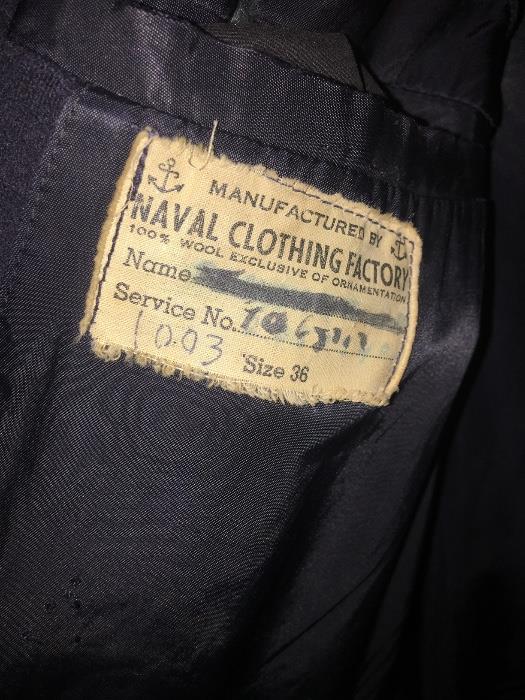 MANUFACTURED BY
NAVAL CLOTHING FACTORY
100% WOOL EXCLUSIVE OF ORNAMENTATION
Name
Service No.
1003 Size 36